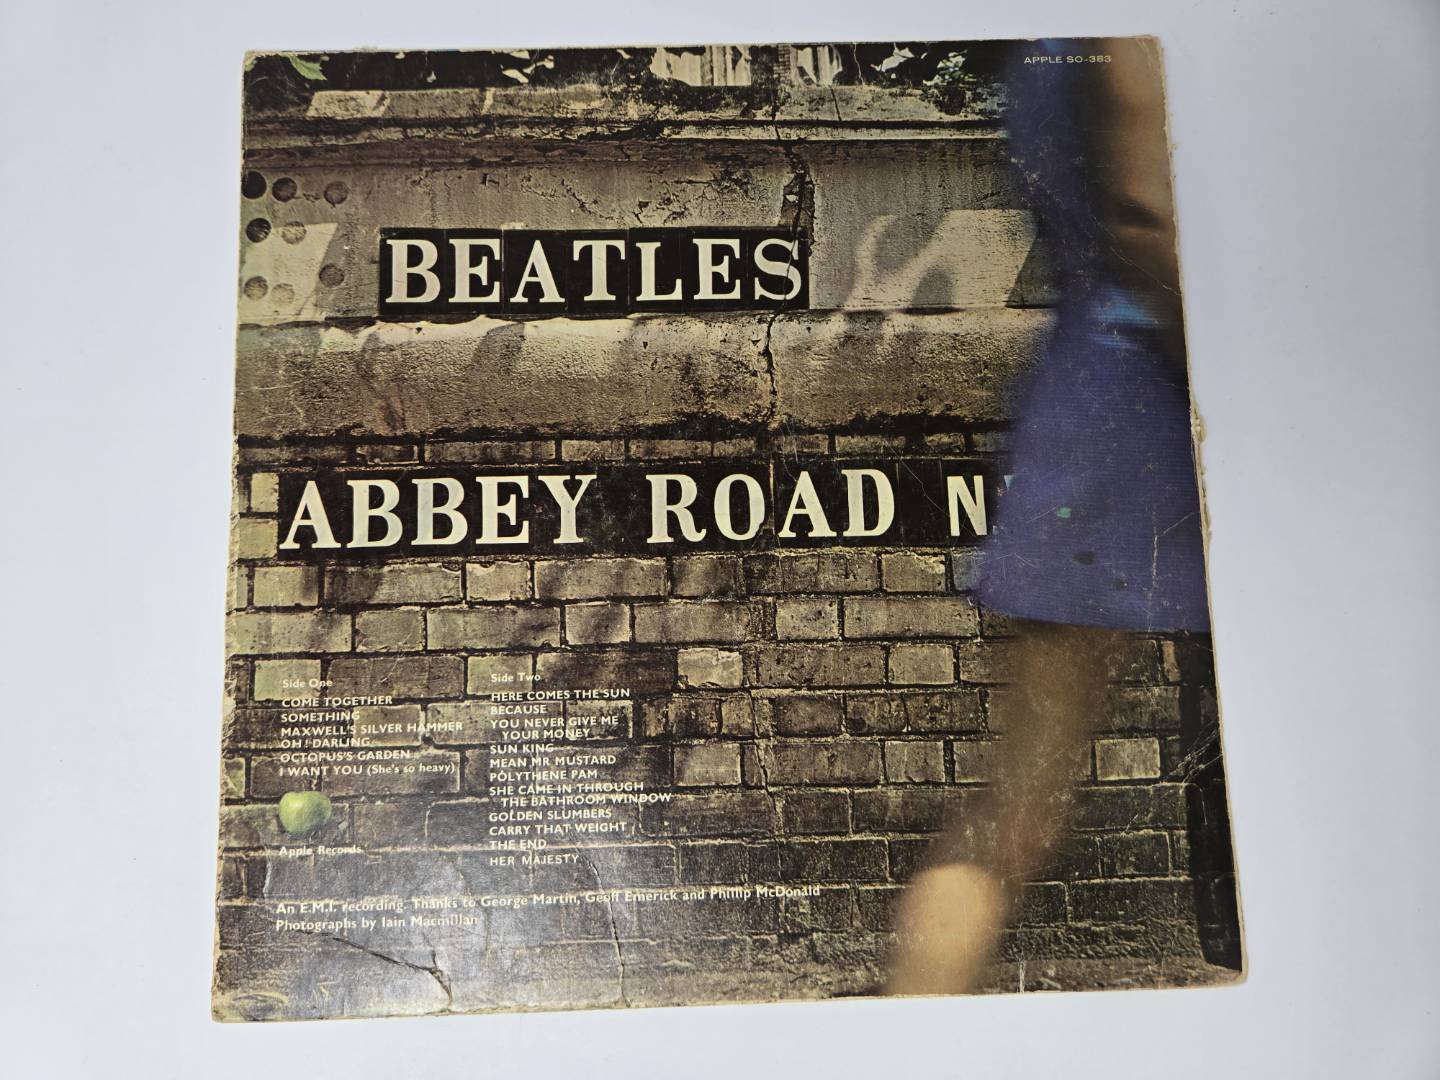 APPLE SO-383
BEATLES
ABBEY ROAD N
Side One
COME TOGETHER
SOMETHING
MAXWELL'S SILVER HAMMER
OH! DARLING
OCTOPUS'S GARDEN
I WANT YOU (She's so heavy)
Apple Records
Side Two
HERE COMES THE SUN
BECAUSE
YOU NEVER GIVE ME
YOUR MONEY
SUN KING
MEAN MR MUSTARD
POLYTHENE PAM
SHE CAME IN THROUGH
THE BATHROOM WINDOW
GOLDEN SLUMBERS
CARRY THAT WEIGHT
THE END
HER MAJESTY
An E.M.I. recording. Thanks to George Martin, Geoff Emerick and Phillip McDonald
Photographs by Iain Macmillan